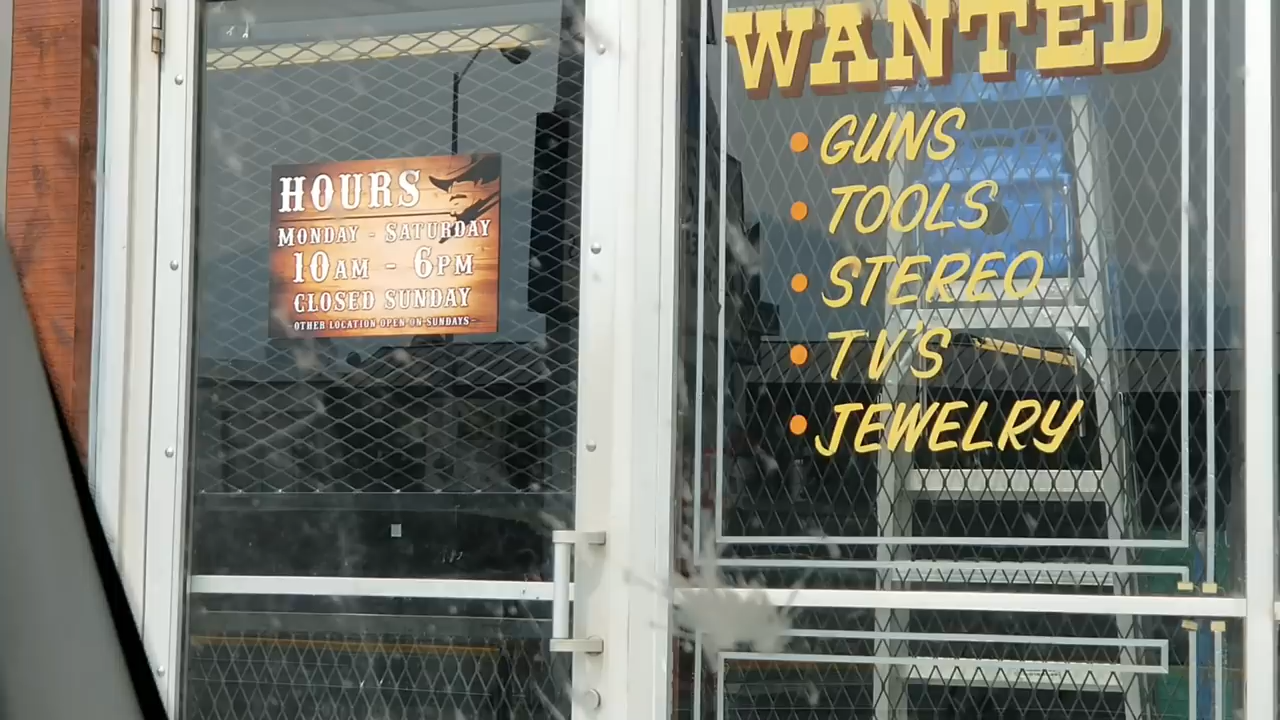 HOURS
MONDAY - SATURDAY
10AM - 6PM
CLOSED SUNDAY
-OTHER LOCATION OPEN ON SUNDAYS-
WANTED
• GUNS
• TOOLS
• STEREO
• TV'S
• JEWELRY